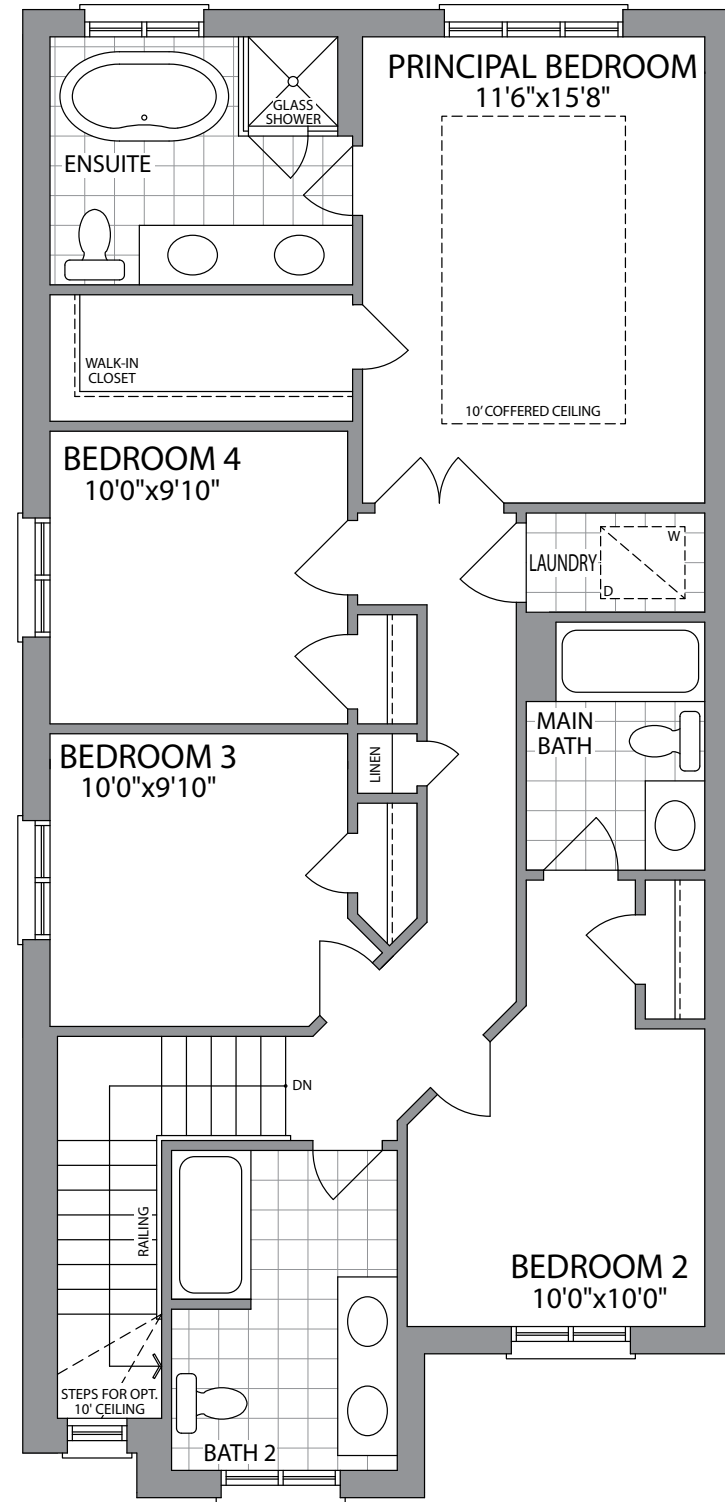 PRINCIPAL BEDROOM
11'6"x15'8"
GLASS
SHOWER
ENSUITE
WALK-IN
CLOSET
10' COFFERED CEILING
BEDROOM 4
10'0"x9'10"
LAUNDRY
W
D
MAIN
BATH
BEDROOM 3
10'0"x9'10"
LINEN
DN
RAILING
BEDROOM 2
10'0"x10'0"
STEPS FOR OPT.
10' CEILING
BATH 2